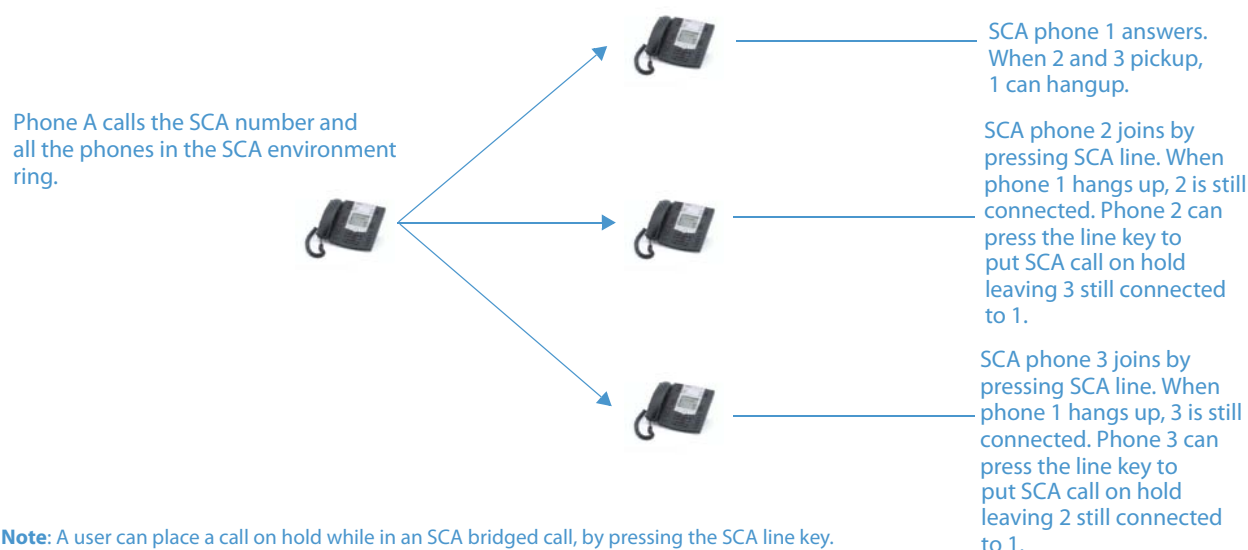 Phone A calls the SCA number and
all the phones in the SCA environment
ring.
SCA phone 1 answers.
When 2 and 3 pickup,
1 can hangup.
SCA phone 2 joins by
pressing SCA line. When
phone 1 hangs up, 2 is still
connected. Phone 2 can
press the line key to
put SCA call on hold
leaving 3 still connected
to 1.
SCA phone 3 joins by
pressing SCA line. When
phone 1 hangs up, 3 is still
connected. Phone 3 can
press the line key to
put SCA call on hold
leaving 2 still connected
to 1.
Note: A user can place a call on hold while in an SCA bridged call, by pressing the SCA line key.